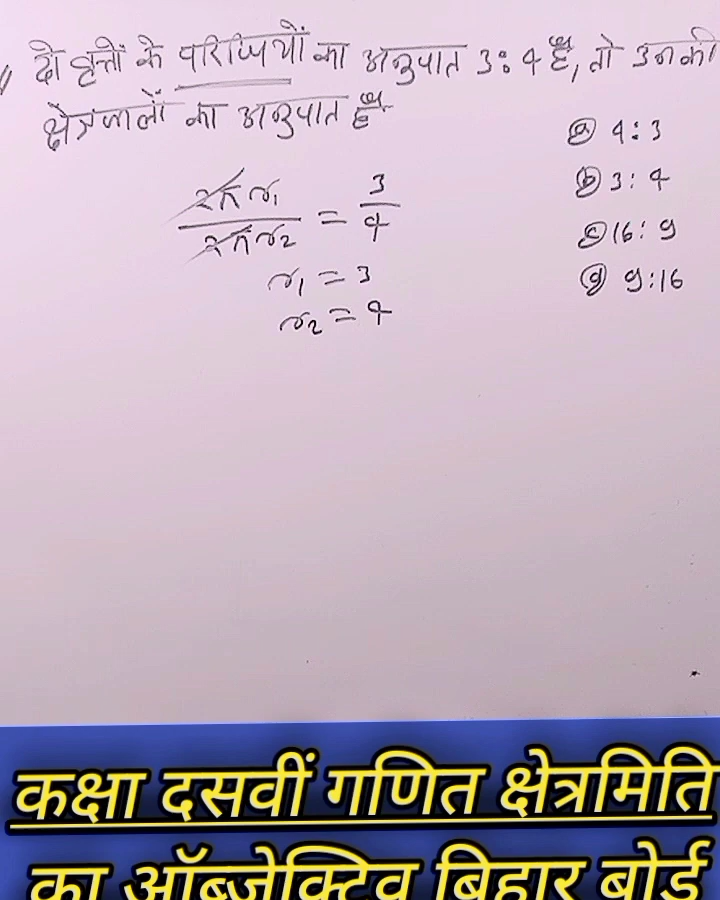 दो वृत्तों के परिधियों का अनुपात 3:4 है, तो उनकी
क्षेत्रफलों का अनुपात है
ⓐ 4:3
ⓑ 3:4
ⓒ 16:9
ⓓ 9:16
2πr₁/2πr₂ = 3/4
r₁ = 3
r₂ = 4
कक्षा दसवीं गणित क्षेत्रमिति
का ऑब्जेक्टिव बिहार बोर्ड